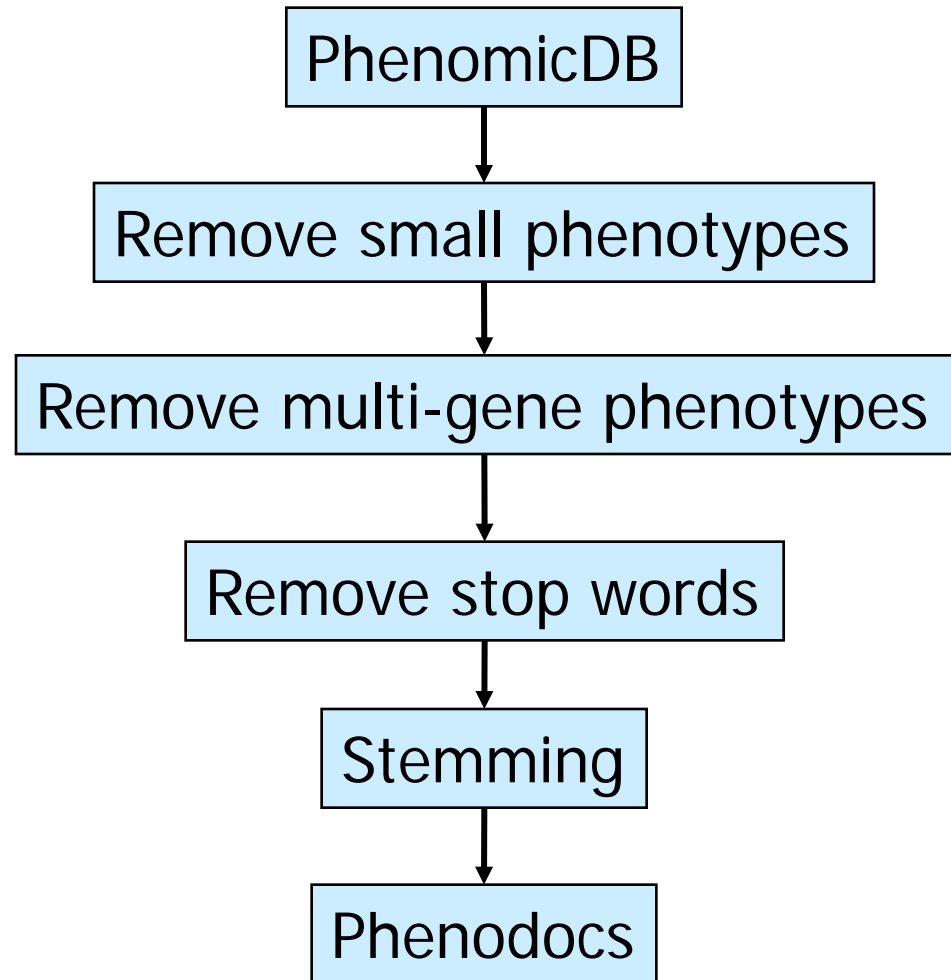 PhenomicDB
Remove small phenotypes
Remove multi-gene phenotypes
Remove stop words
Stemming
Phenodocs